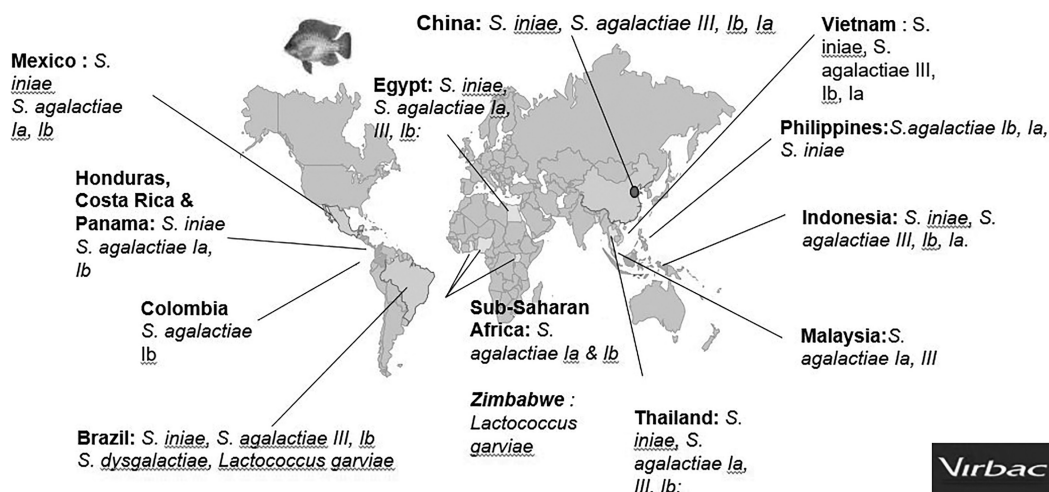 China: S. iniae, S. agalactiae III, Ib, Ia
Vietnam : S.
iniae, S.
agalactiae III,
Ib, Ia
Mexico : S.
iniae
S. agalactiae
Ia, Ib
Egypt: S. iniae,
S. agalactiae Ia,
III, Ib:
Philippines:S.agalactiae Ib, Ia,
S. iniae
Honduras,
Costa Rica &
Panama: S. iniae
S. agalactiae Ia,
Ib
Indonesia: S. iniae, S.
agalactiae III, Ib, Ia.
Colombia
S. agalactiae
Ib
Sub-Saharan
Africa: S.
agalactiae Ia & Ib
Malaysia:S.
agalactiae Ia, III
Zimbabwe :
Lactococcus
garviae
Thailand: S.
iniae, S.
agalactiae Ia,
III, Ib:
Brazil: S. iniae, S. agalactiae III, Ib
S. dysgalactiae, Lactococcus garviae
Virbac